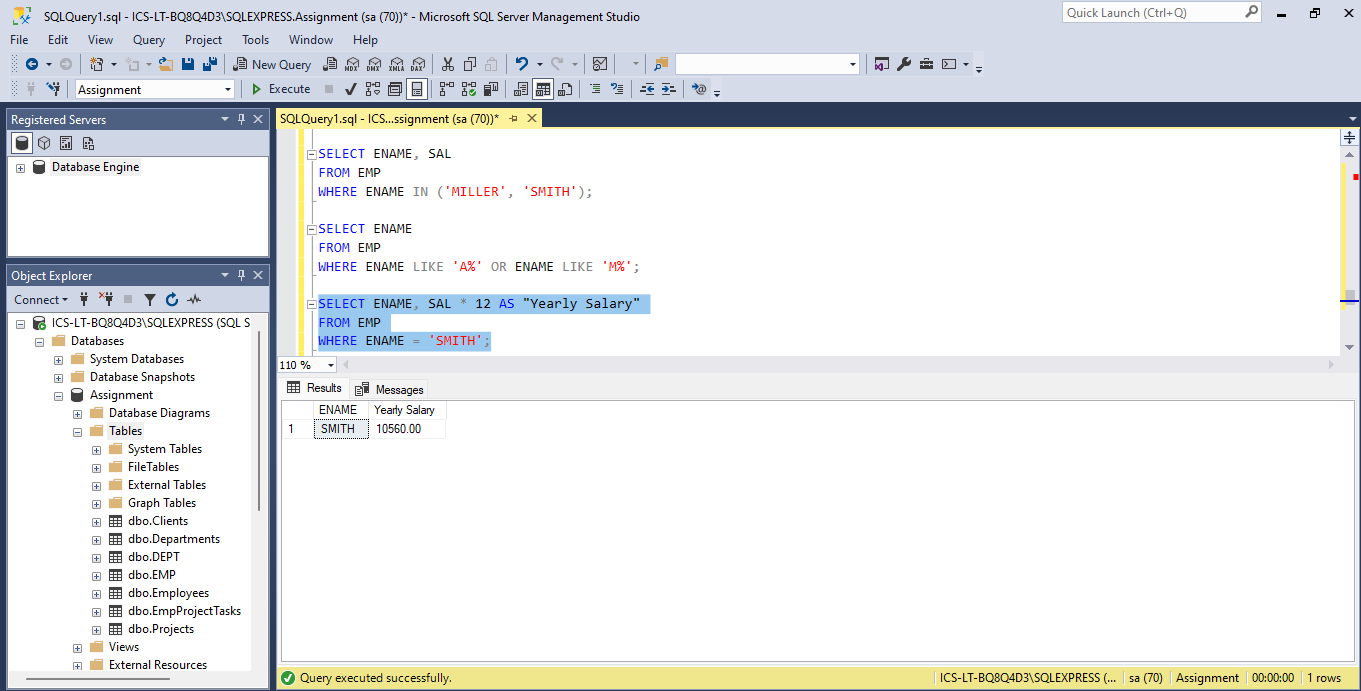 SQLQuery1.sql - ICS-LT-BQ8Q4D3\SQLEXPRESS.Assignment (sa (70))* - Microsoft SQL Server Management Studio
Quick Launch (Ctrl+Q)
File Edit View Query Project Tools Window Help
New Query MDX DMX XMLA DAX
Assignment Execute
Registered Servers
Database Engine
Object Explorer
Connect
ICS-LT-BQ8Q4D3\SQLEXPRESS (SQL S
Databases
System Databases
Database Snapshots
Assignment
Database Diagrams
Tables
System Tables
FileTables
External Tables
Graph Tables
dbo.Clients
dbo.Departments
dbo.DEPT
dbo.EMP
dbo.Employees
dbo.EmpProjectTasks
dbo.Projects
Views
External Resources
SQLQuery1.sql - ICS...ssignment (sa (70))*
SELECT ENAME, SAL
FROM EMP
WHERE ENAME IN ('MILLER', 'SMITH');
SELECT ENAME
FROM EMP
WHERE ENAME LIKE 'A%' OR ENAME LIKE 'M%';
SELECT ENAME, SAL * 12 AS "Yearly Salary"
FROM EMP
WHERE ENAME = 'SMITH';
110 %
Results Messages
ENAME Yearly Salary
1 SMITH 10560.00
Query executed successfully. ICS-LT-BQ8Q4D3\SQLEXPRESS (... sa (70) Assignment 00:00:00 1 rows